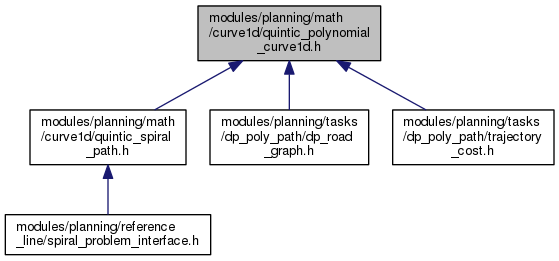 modules/planning/math
/curve1d/quintic_polynomial
_curve1d.h
modules/planning/math
/curve1d/quintic_spiral
_path.h
modules/planning/tasks
/dp_poly_path/dp_road
_graph.h
modules/planning/tasks
/dp_poly_path/trajectory
_cost.h
modules/planning/reference
_line/spiral_problem_interface.h